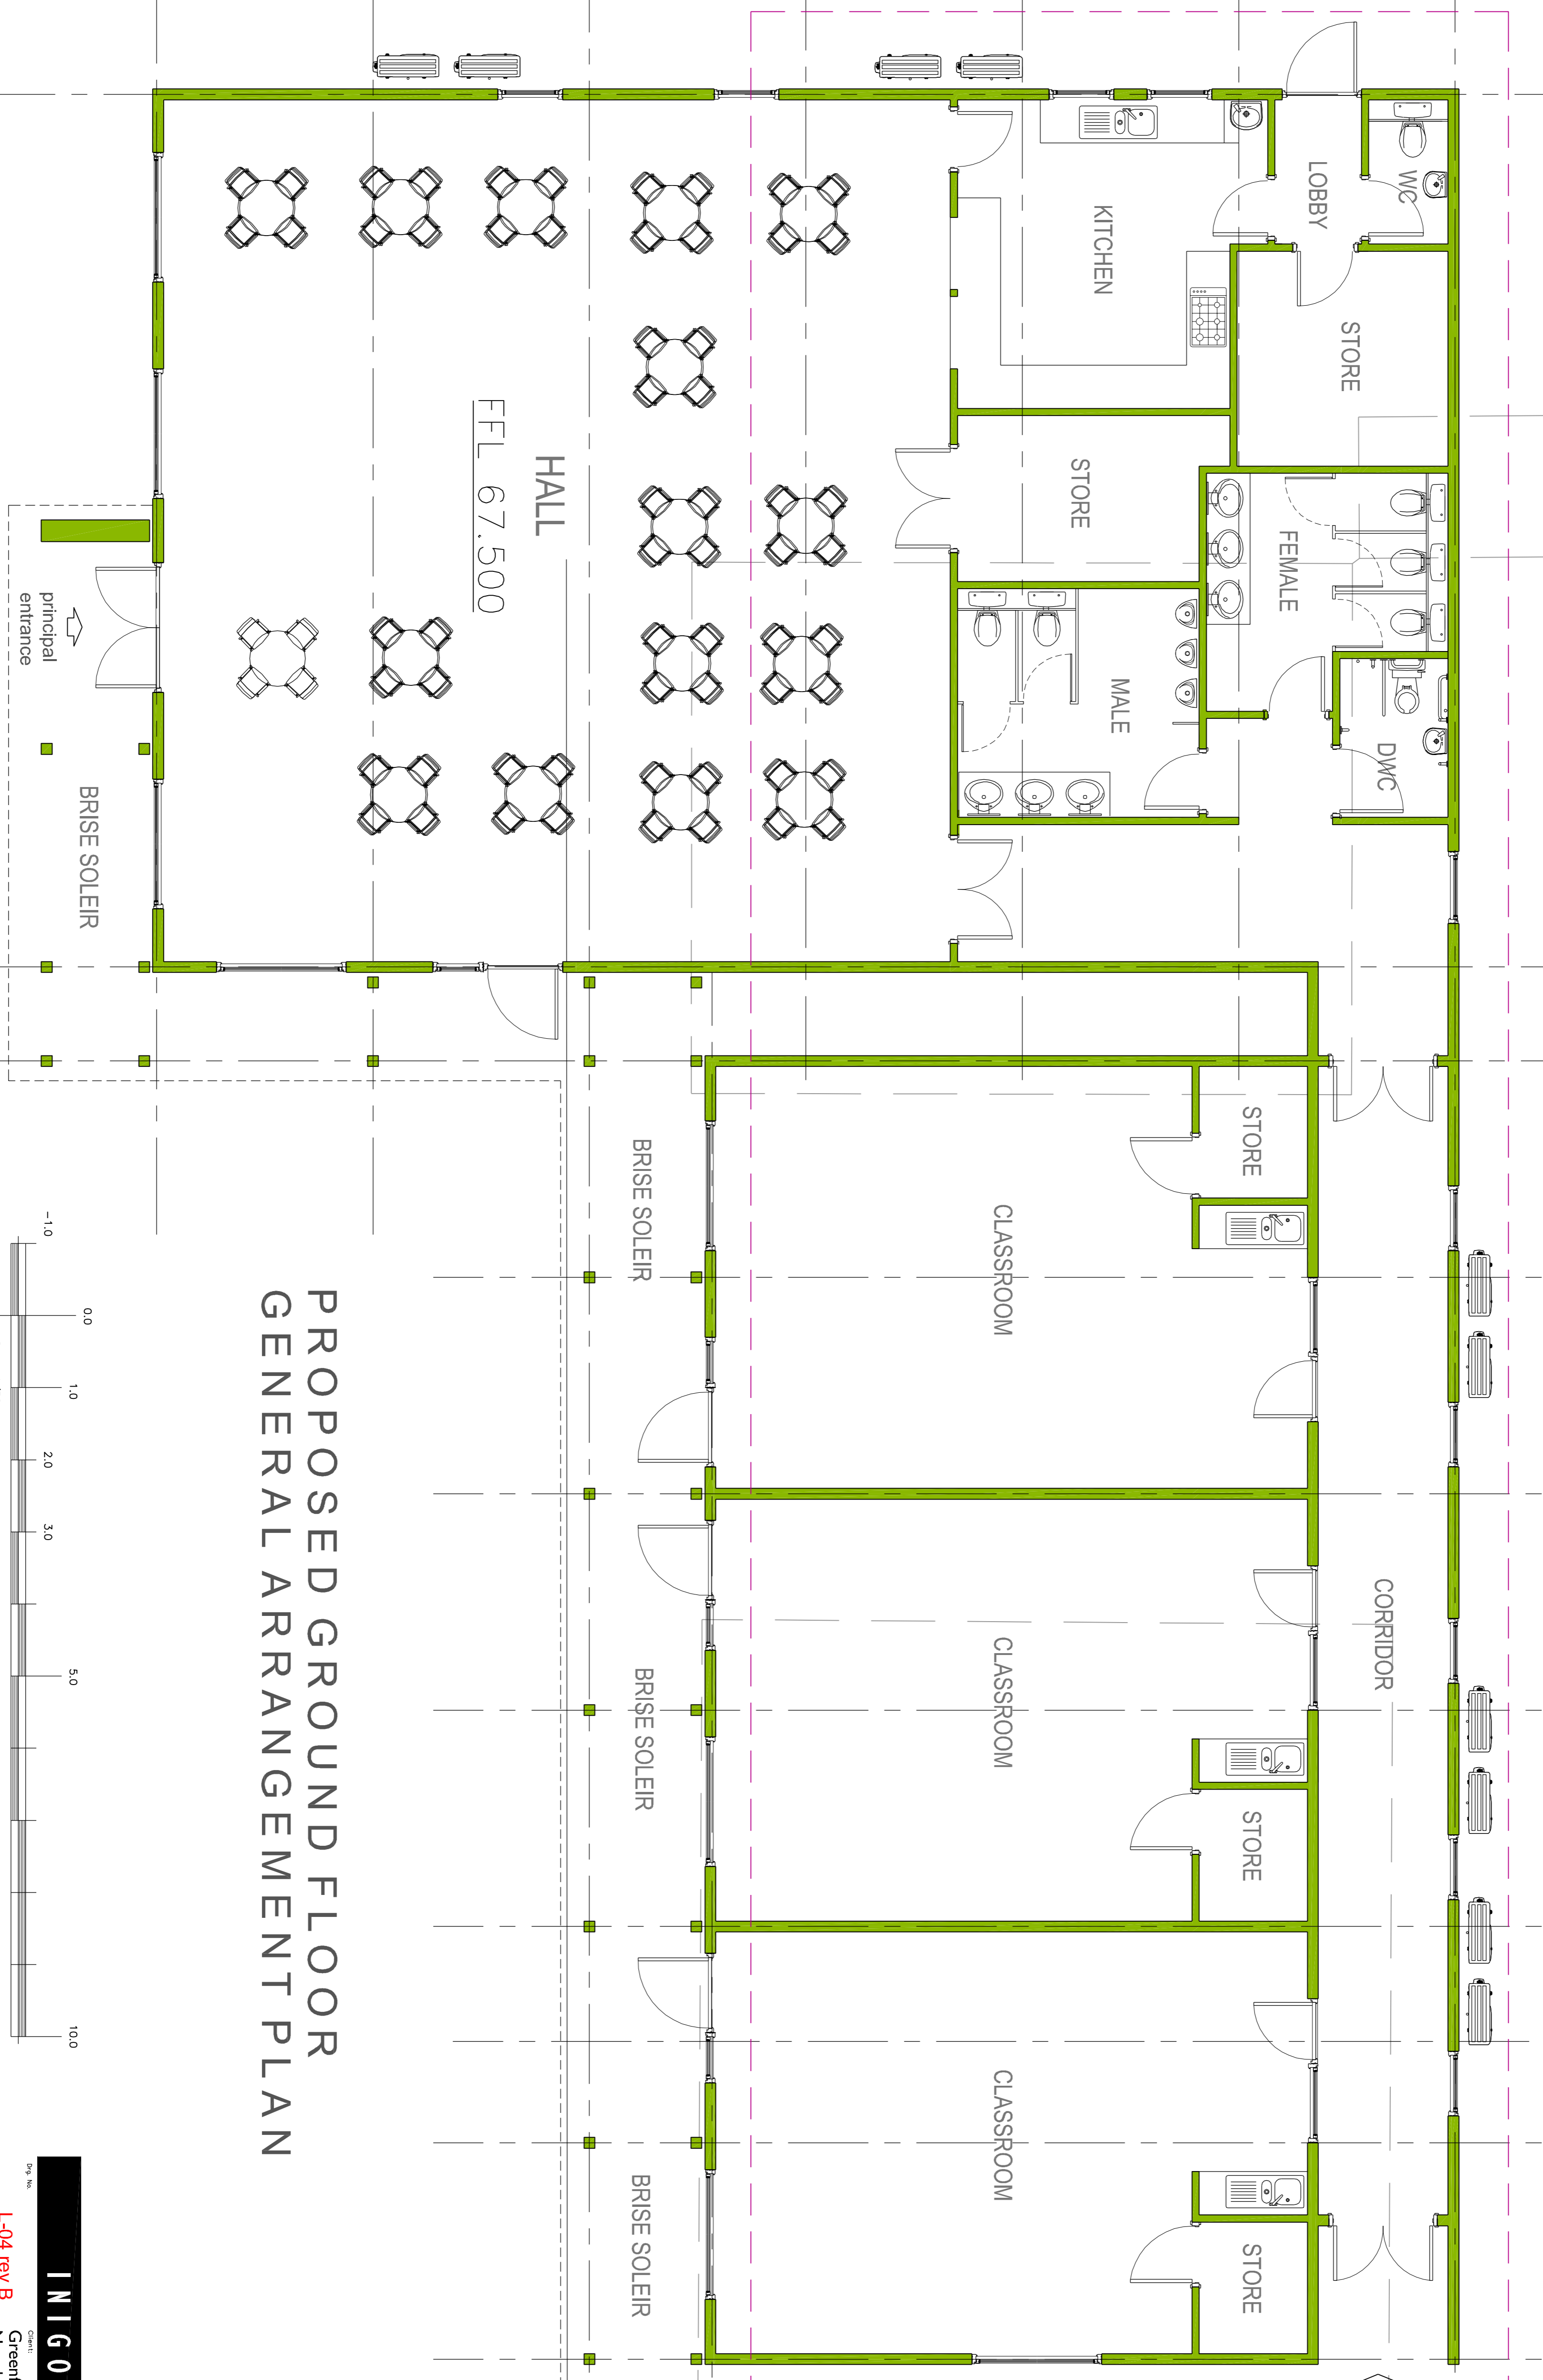 WC
LOBBY
KITCHEN
STORE
STORE
FEMALE
MALE
DWC
HALL
FFL 67.500
principal
entrance
BRISE SOLEIR
BRISE SOLEIR
BRISE SOLEIR
BRISE SOLEIR
STORE
CLASSROOM
CORRIDOR
CLASSROOM
STORE
CLASSROOM
STORE
PROPOSED GROUND FLOOR
GENERAL ARRANGEMENT PLAN
-1.0 0.0 1.0 2.0 3.0 5.0 10.0
INIGO
Drg. No.
L-04 rev B
Client: